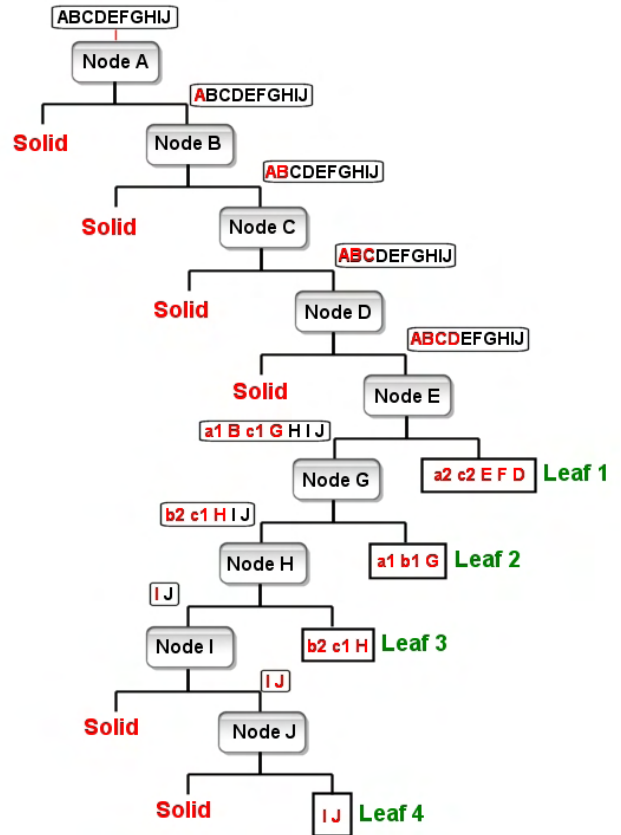 ABCDEFGHIJ
Node A
ABCDEFGHIJ
Solid
Node B
ABCDEFGHIJ
Solid
Node C
ABCDEFGHIJ
Solid
Node D
ABCDEFGHIJ
Solid
Node E
a1 B c1 G H I J
Node G
a2 c2 E F D Leaf 1
b2 c1 H I J
Node H
a1 b1 G Leaf 2
I J
Node I
b2 c1 H Leaf 3
I J
Solid
Node J
Solid
I J Leaf 4